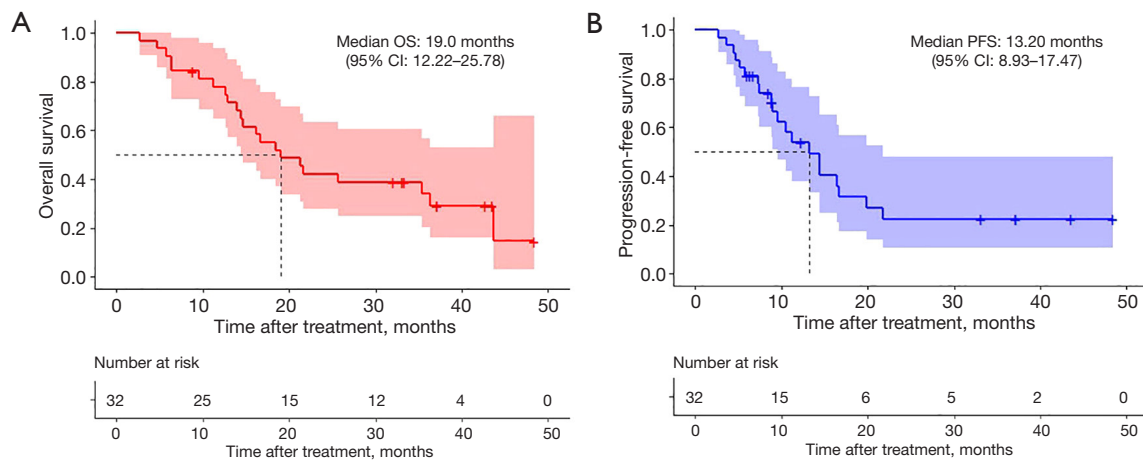 A
Median OS: 19.0 months
(95% CI: 12.22–25.78)
Overall survival
1.0
0.8
0.6
0.4
0.2
0.0
0 10 20 30 40 50
Time after treatment, months
Number at risk
32 25 15 12 4 0
0 10 20 30 40 50
Time after treatment, months
B
Median PFS: 13.20 months
(95% CI: 8.93–17.47)
Progression-free survival
1.0
0.8
0.6
0.4
0.2
0.0
0 10 20 30 40 50
Time after treatment, months
Number at risk
32 15 6 5 2 0
0 10 20 30 40 50
Time after treatment, months